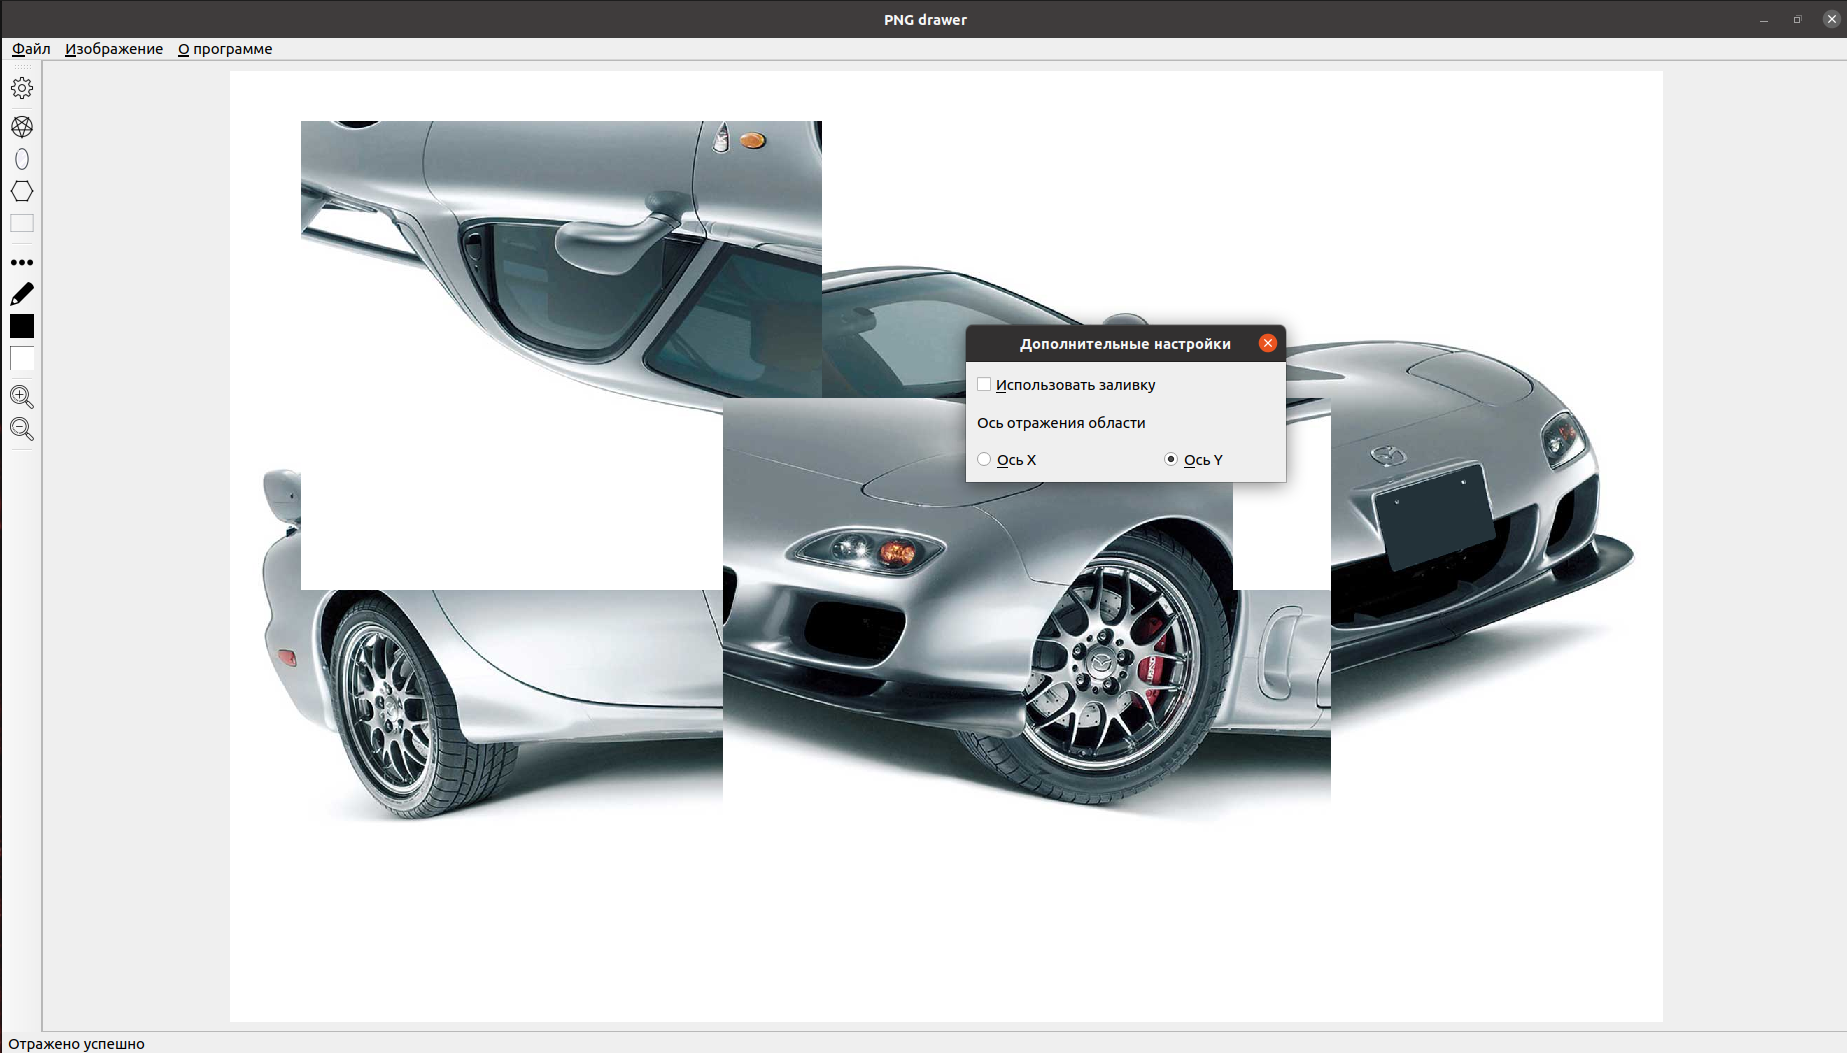 PNG drawer
Файл Изображение О программе
Дополнительные настройки
Использовать заливку
Ось отражения области
Ось X Ось Y
Отражено успешно